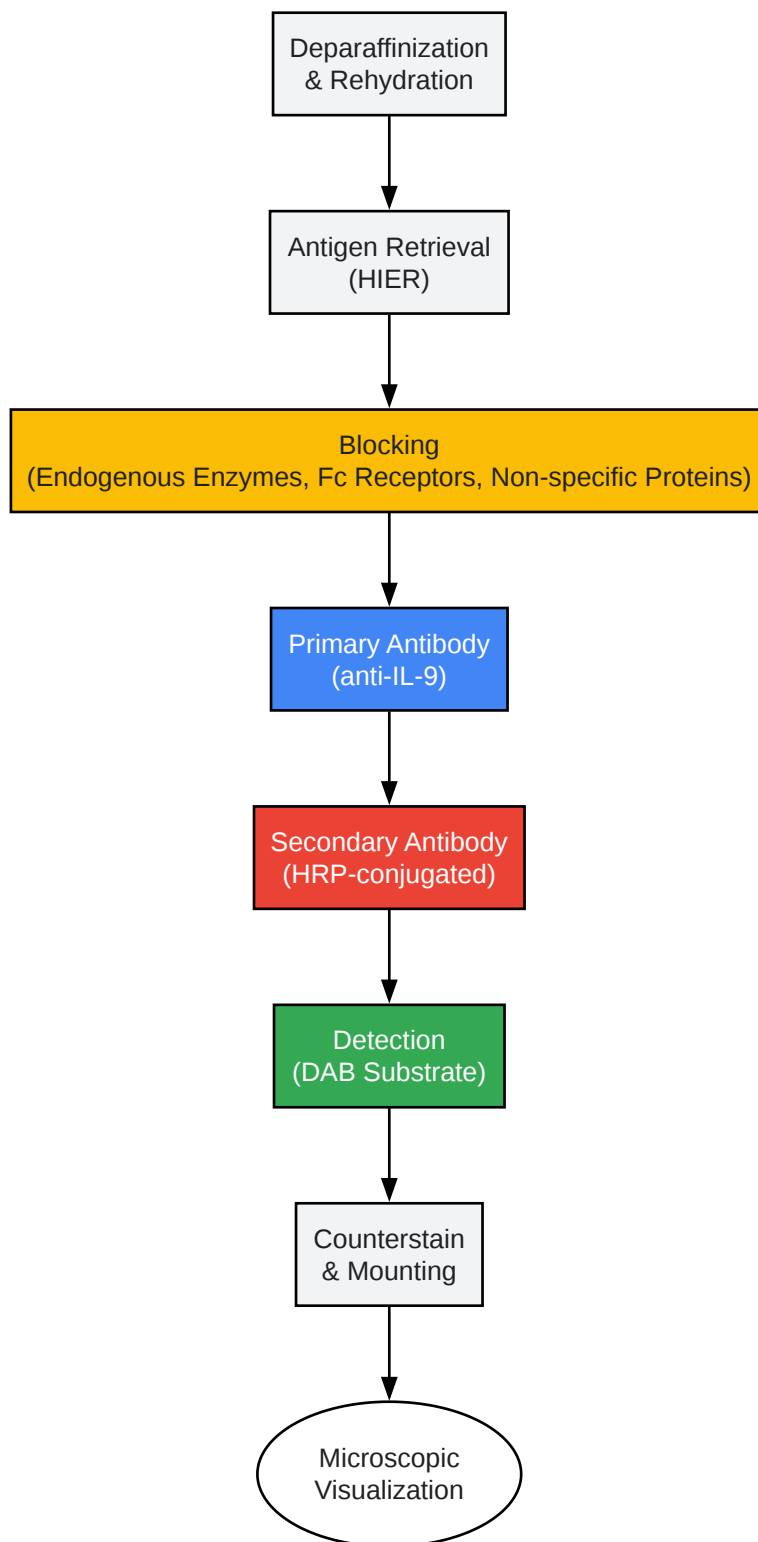 Deparaffinization
& Rehydration
Antigen Retrieval
(HIER)
Blocking
(Endogenous Enzymes, Fc Receptors, Non-specific Proteins)
Primary Antibody
(anti-IL-9)
Secondary Antibody
(HRP-conjugated)
Detection
(DAB Substrate)
Counterstain
& Mounting
Microscopic
Visualization